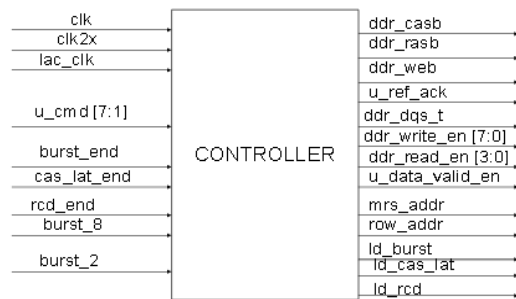 clk
clk2x
lac_clk
u_cmd [7:1]
burst_end
cas_lat_end
rcd_end
burst_8
burst_2
CONTROLLER
ddr_casb
ddr_rasb
ddr_web
u_ref_ack
ddr_dqs_t
ddr_write_en [7:0]
ddr_read_en [3:0]
u_data_valid_en
mrs_addr
row_addr
ld_burst
ld_cas_lat
ld_rcd